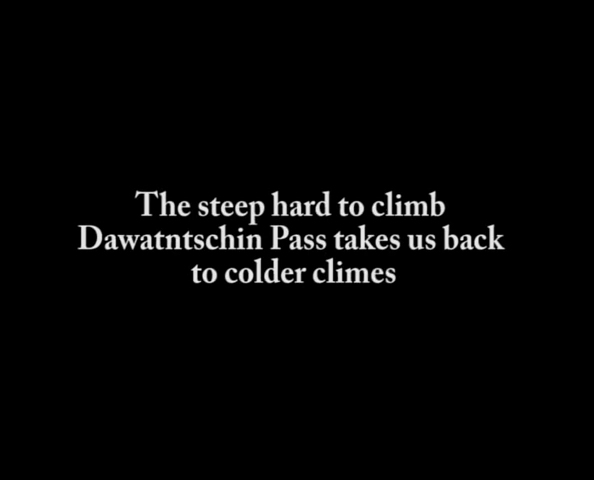 The steep hard to climb
Dawatntschin Pass takes us back
to colder climes